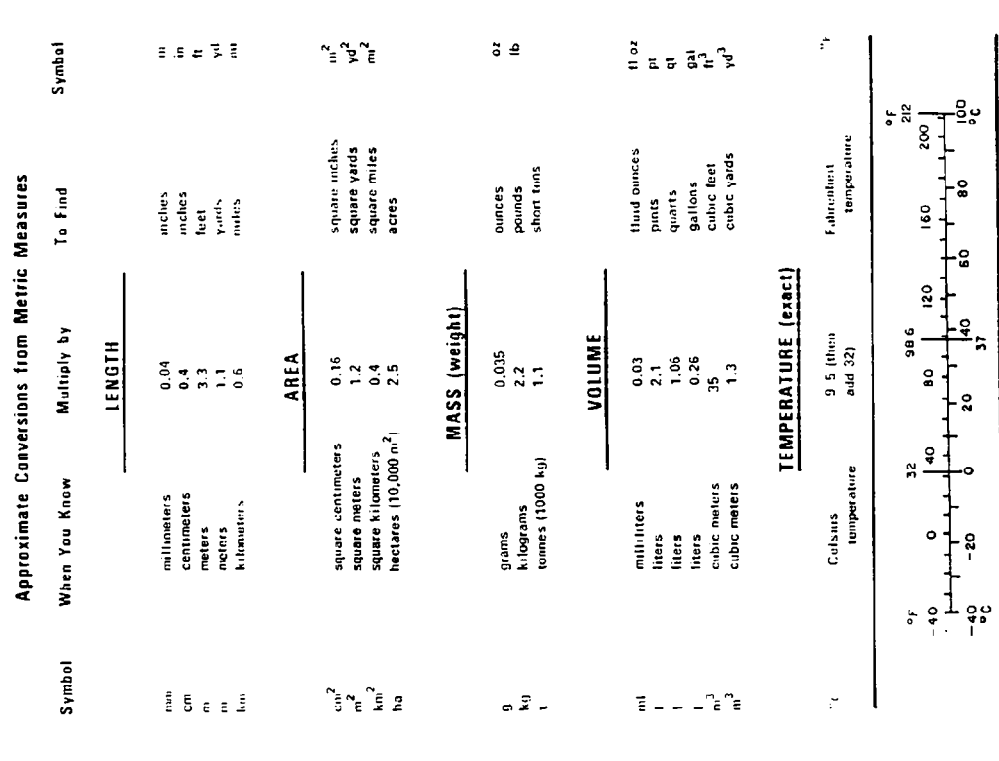 Approximate Conversions from Metric Measures
Symbol When You Know Multiply by To Find Symbol
LENGTH
mm millimeters 0.04 inches in
cm centimeters 0.4 inches in
m meters 3.3 feet ft
m meters 1.1 yards yd
km kilometers 0.6 miles mi
AREA
cm² square centimeters 0.16 square inches in²
m² square meters 1.2 square yards yd²
km² square kilometers 0.4 square miles mi²
ha hectares (10,000 m²) 2.5 acres
MASS (weight)
g grams 0.035 ounces oz
kg kilograms 2.2 pounds lb
t tonnes (1000 kg) 1.1 short tons
VOLUME
ml milliliters 0.03 fluid ounces fl oz
l liters 2.1 pints pt
l liters 1.06 quarts qt
l liters 0.26 gallons gal
m³ cubic meters 35 cubic feet ft³
m³ cubic meters 1.3 cubic yards yd³
TEMPERATURE (exact)
Celsius 9 5 (then Fahrenheit
temperature add 32) temperature
°F 32 98 6 °F 212
-40 0 40 80 120 160 200
-40 -20 0 20 40 60 80 100
°C 37 °C